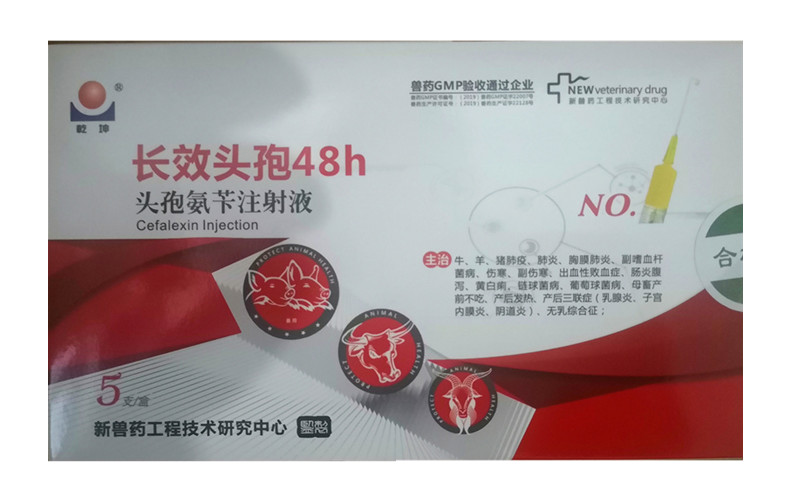 ®
乾 坤
兽药GMP验收通过企业
NEW veterinary drug
新兽药工程技术研究中心
长效头孢48h
头孢氨苄注射液
Cefalexin Injection
NO.
主治
牛、羊、猪肺疫、肺炎、胸膜肺炎、副嗜血杆
菌病、伤寒、副伤寒、出血性败血症、肠炎腹
泻、黄白痢、链球菌病、葡萄球菌病、母畜产
前不吃、产后发热、产后三联症（乳腺炎、子宫
内膜炎、阴道炎）、无乳综合征；
合
PROTECT ANIMAL HEALTH
兽药
PROTECT ANIMAL HEALTH
PROTECT ANIMAL HEALTH
5支/盒
新兽药工程技术研究中心
监制